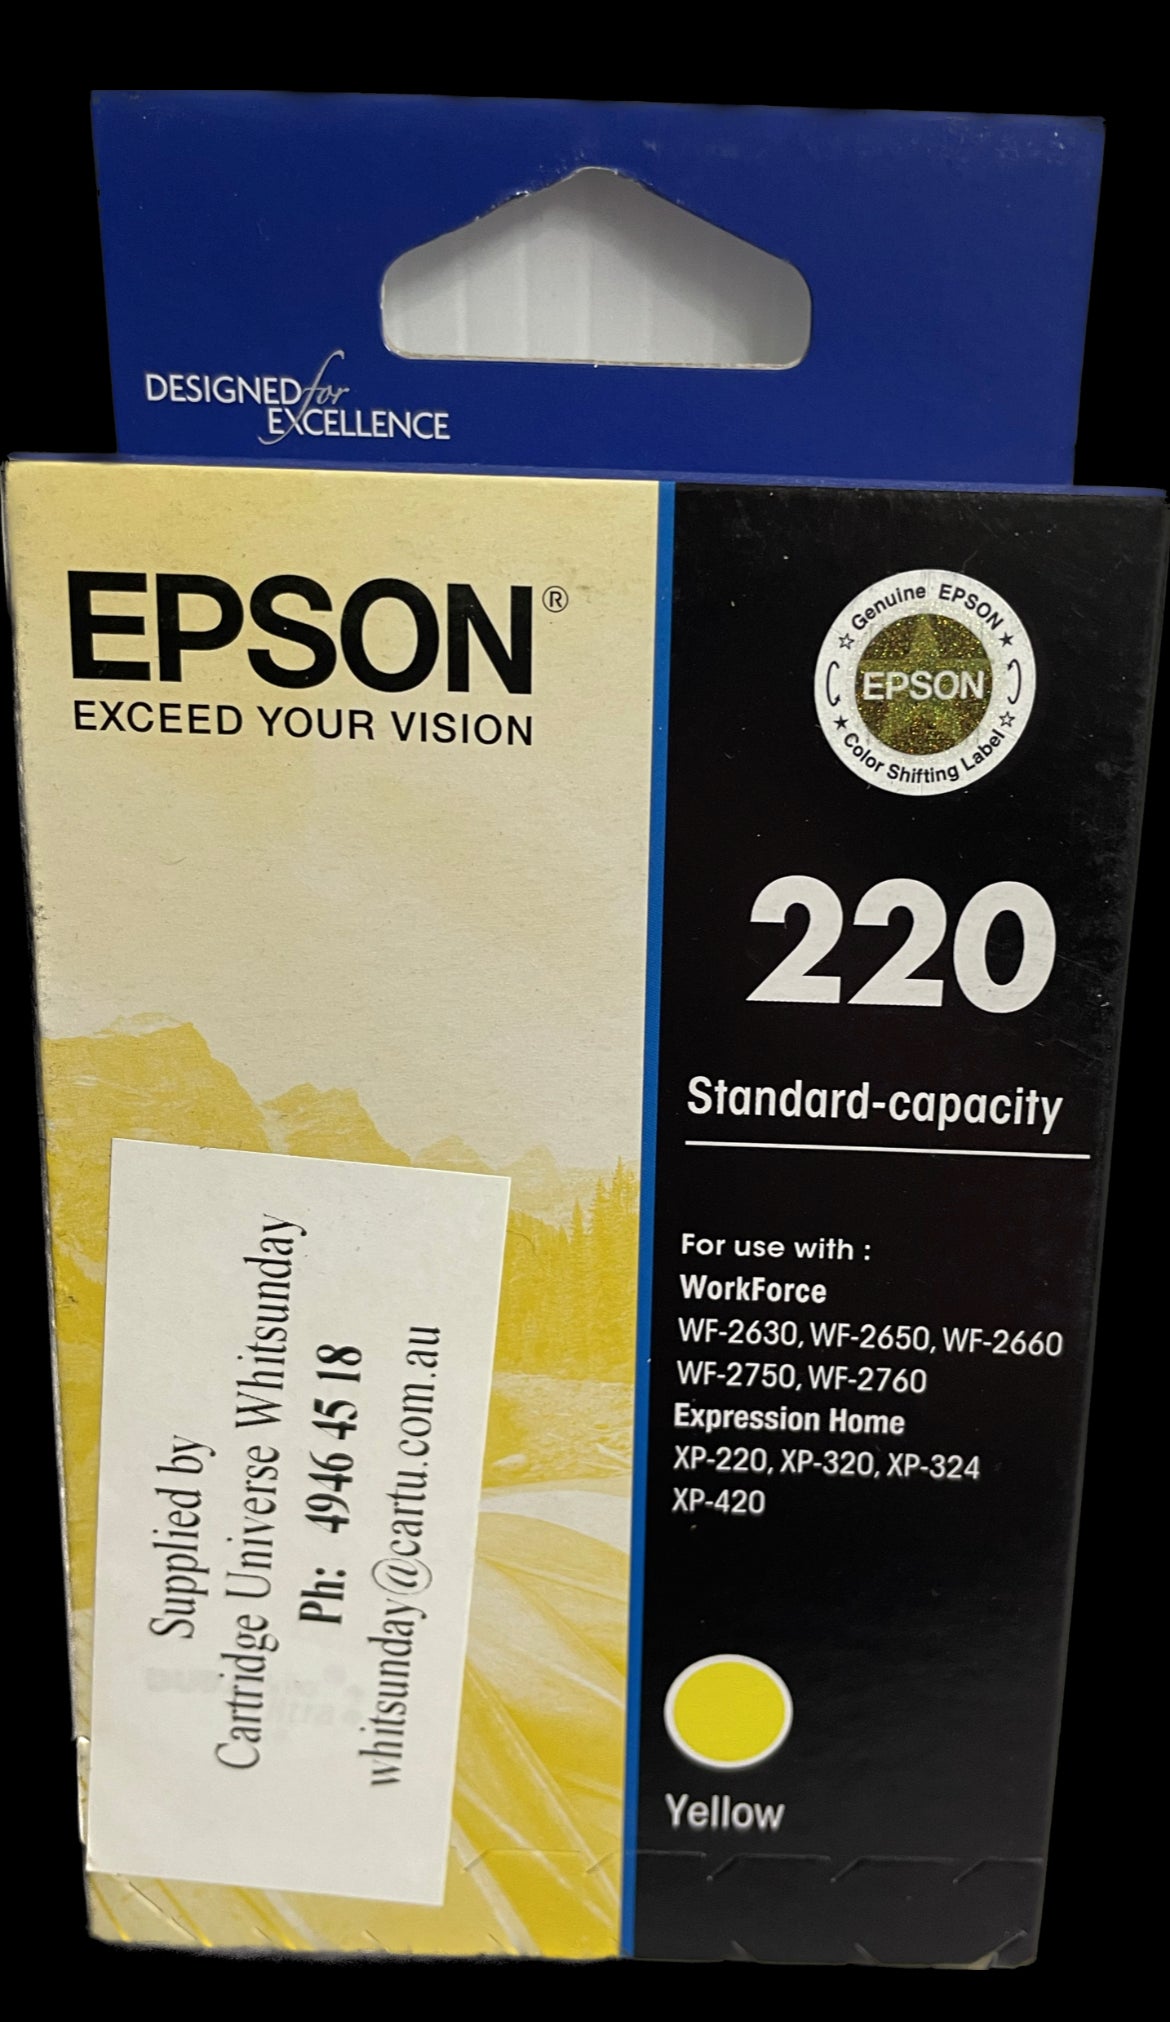 DESIGNED for
EXCELLENCE
EPSON®
EXCEED YOUR VISION
Genuine EPSON
EPSON
Color Shifting Label
220
Standard-capacity
For use with :
WorkForce
WF-2630, WF-2650, WF-2660
WF-2750, WF-2760
Expression Home
XP-220, XP-320, XP-324
XP-420
Yellow
Supplied by
Cartridge Universe Whitsunday
Ph: 4946 45 18
whitsunday@cartu.com.au